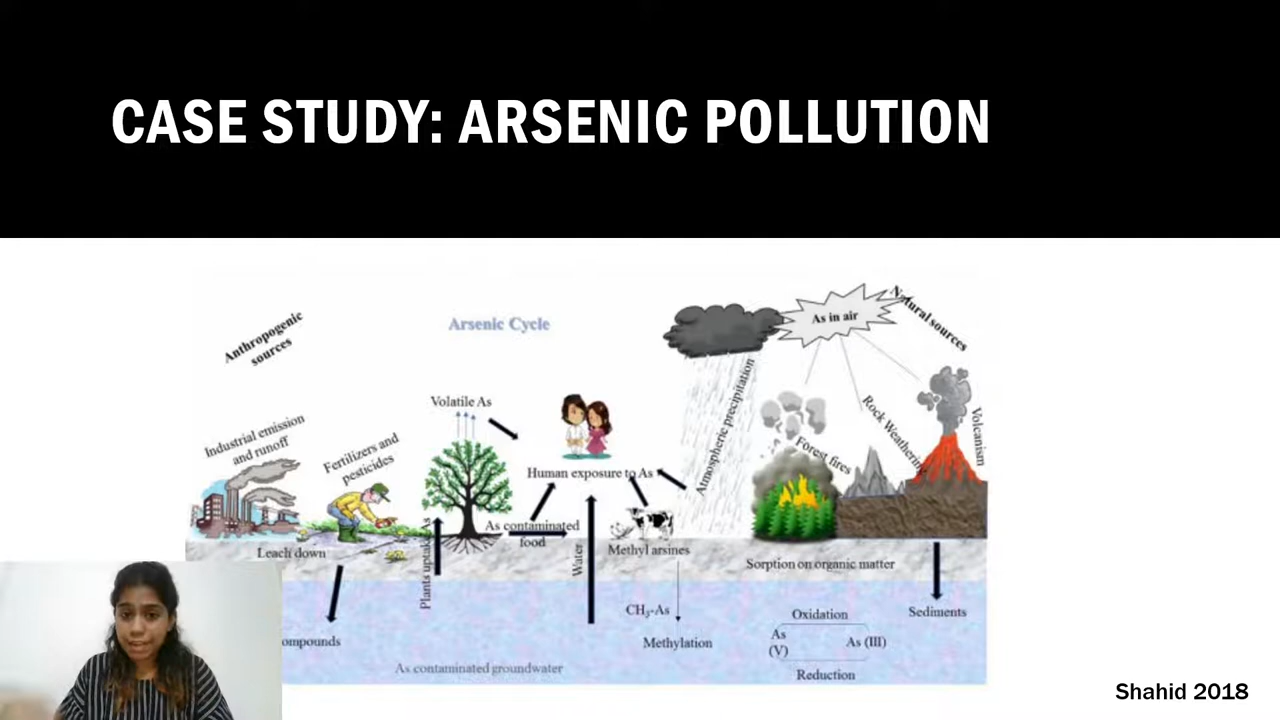 CASE STUDY: ARSENIC POLLUTION
Anthropogenic
sources
Arsenic Cycle
As in air
Natural sources
Volatile As
Industrial emission
and runoff
Fertilizers and
pesticides
Human exposure to As
Atmospheric precipitation
Forest fires
Rock Weathering
Volcanism
As contaminated
food
Leach down
Plants uptake As
Water
Methyl arsines
Sorption on organic matter
CH₃-As
Methylation
Oxidation
As
(V)
As (III)
Reduction
Sediments
ompounds
As contaminated groundwater
Shahid 2018